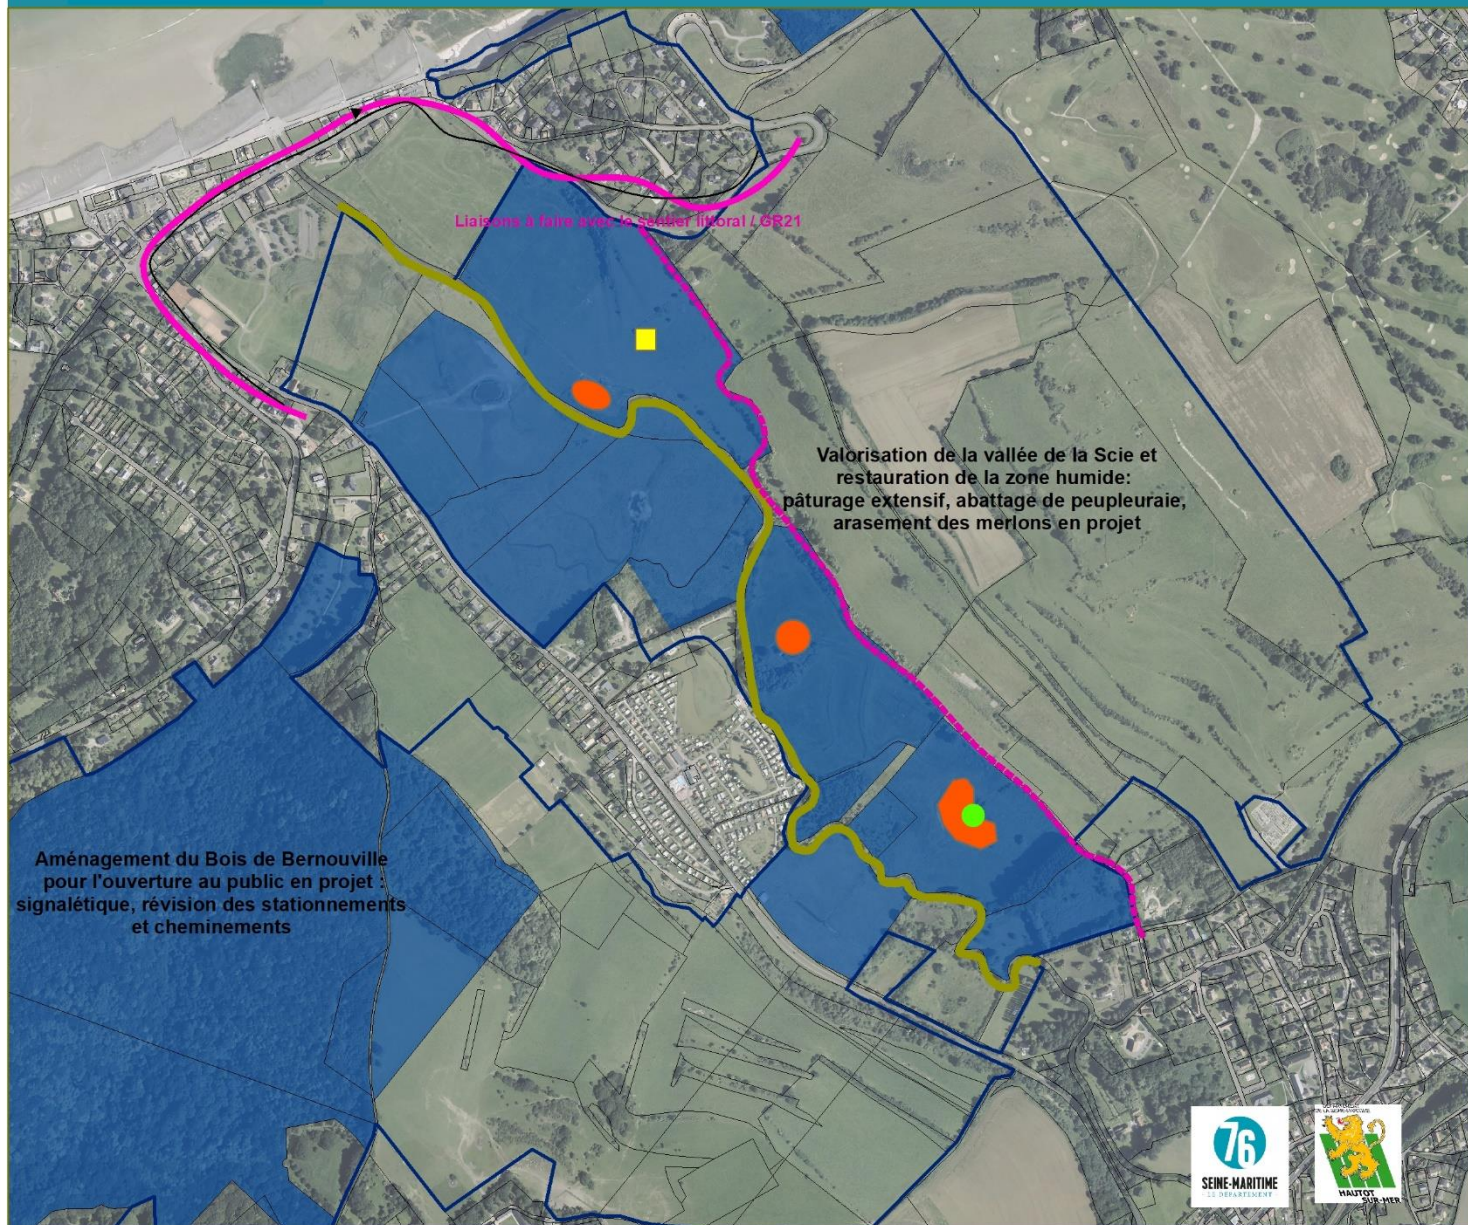 Liaisons à faire avec le sentier littoral / GR21
Valorisation de la vallée de la Scie et
restauration de la zone humide:
pâturage extensif, abattage de peupleuraie,
arasement des merlons en projet
Aménagement du Bois de Bernouville
pour l'ouverture au public en projet :
signalétique, révision des stationnements
et cheminements
76
SEINE-MARITIME
LE DÉPARTEMENT
HAUTOT
SUR-MER